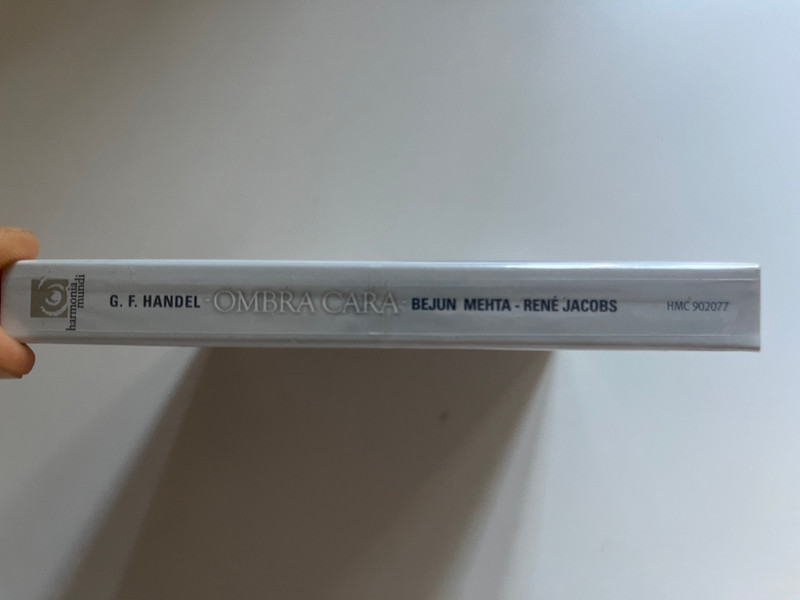 harmonia
mundi
G. F. HANDEL · OMBRA CARA · BEJUN MEHTA - RENÉ JACOBS
HMC 902077